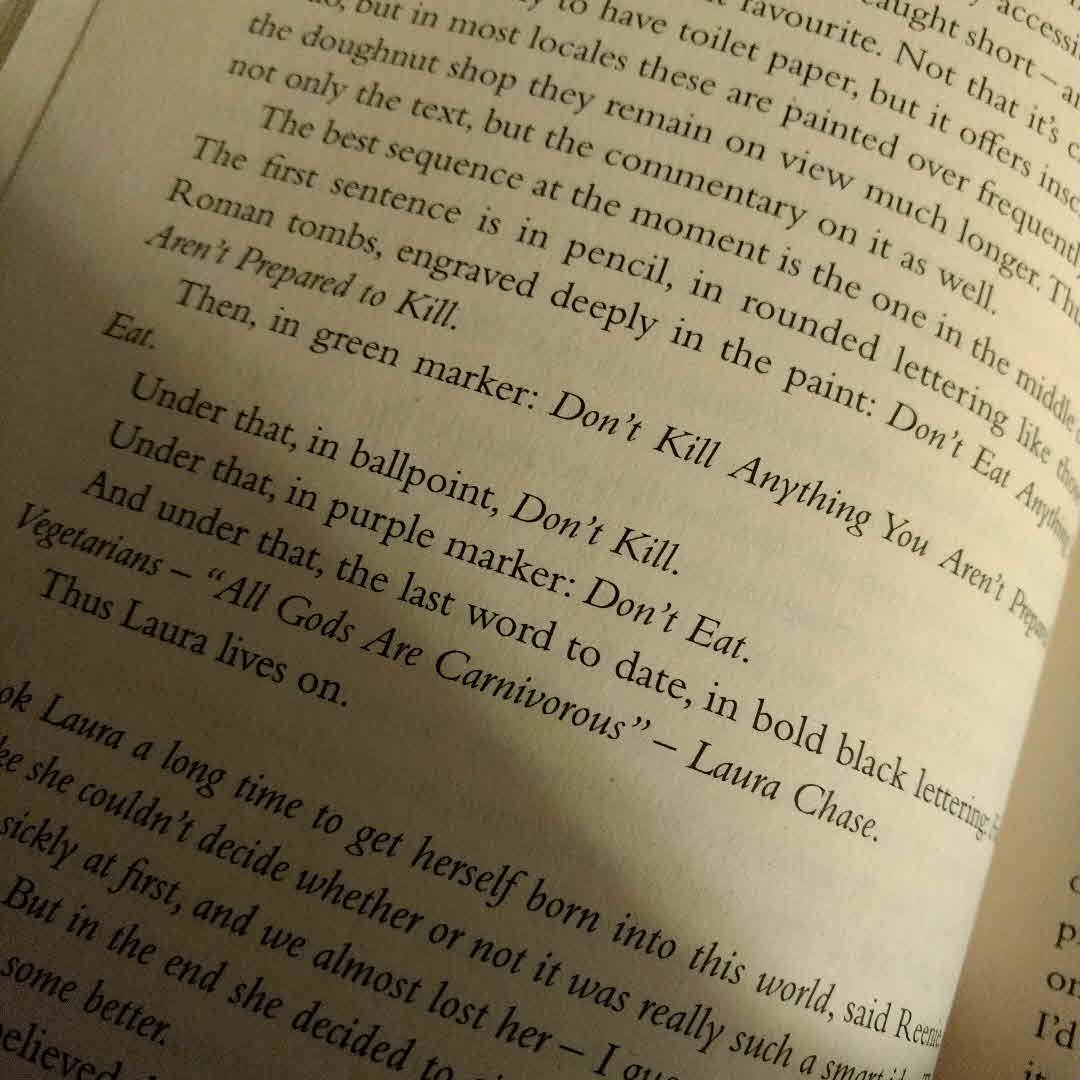 accessi
favourite. Not that it's
to have toilet paper, but it offers
but in most locales these are painted over
the doughnut shop they remain on view much longer.
not only the text, but the commentary on it as well.
The best sequence at the moment is the one in the middle
The first sentence is in pencil, in rounded lettering like
Roman tombs, engraved deeply in the paint: Don't Eat Anything
Aren't Prepared to Kill.
Then, in green marker: Don't Kill Anything You Aren't
Eat.
Under that, in ballpoint, Don't Kill.
Under that, in purple marker: Don't Eat.
And under that, the last word to date, in bold black lettering:
Vegetarians – “All Gods Are Carnivorous” – Laura Chase.
Thus Laura lives on.
ok Laura a long time to get herself born into this world, said Reenie
she couldn't decide whether or not it was really such a smart
sickly at first, and we almost lost her – I
But in the end she decided to
some better.
elieved
p
or
I'd
it